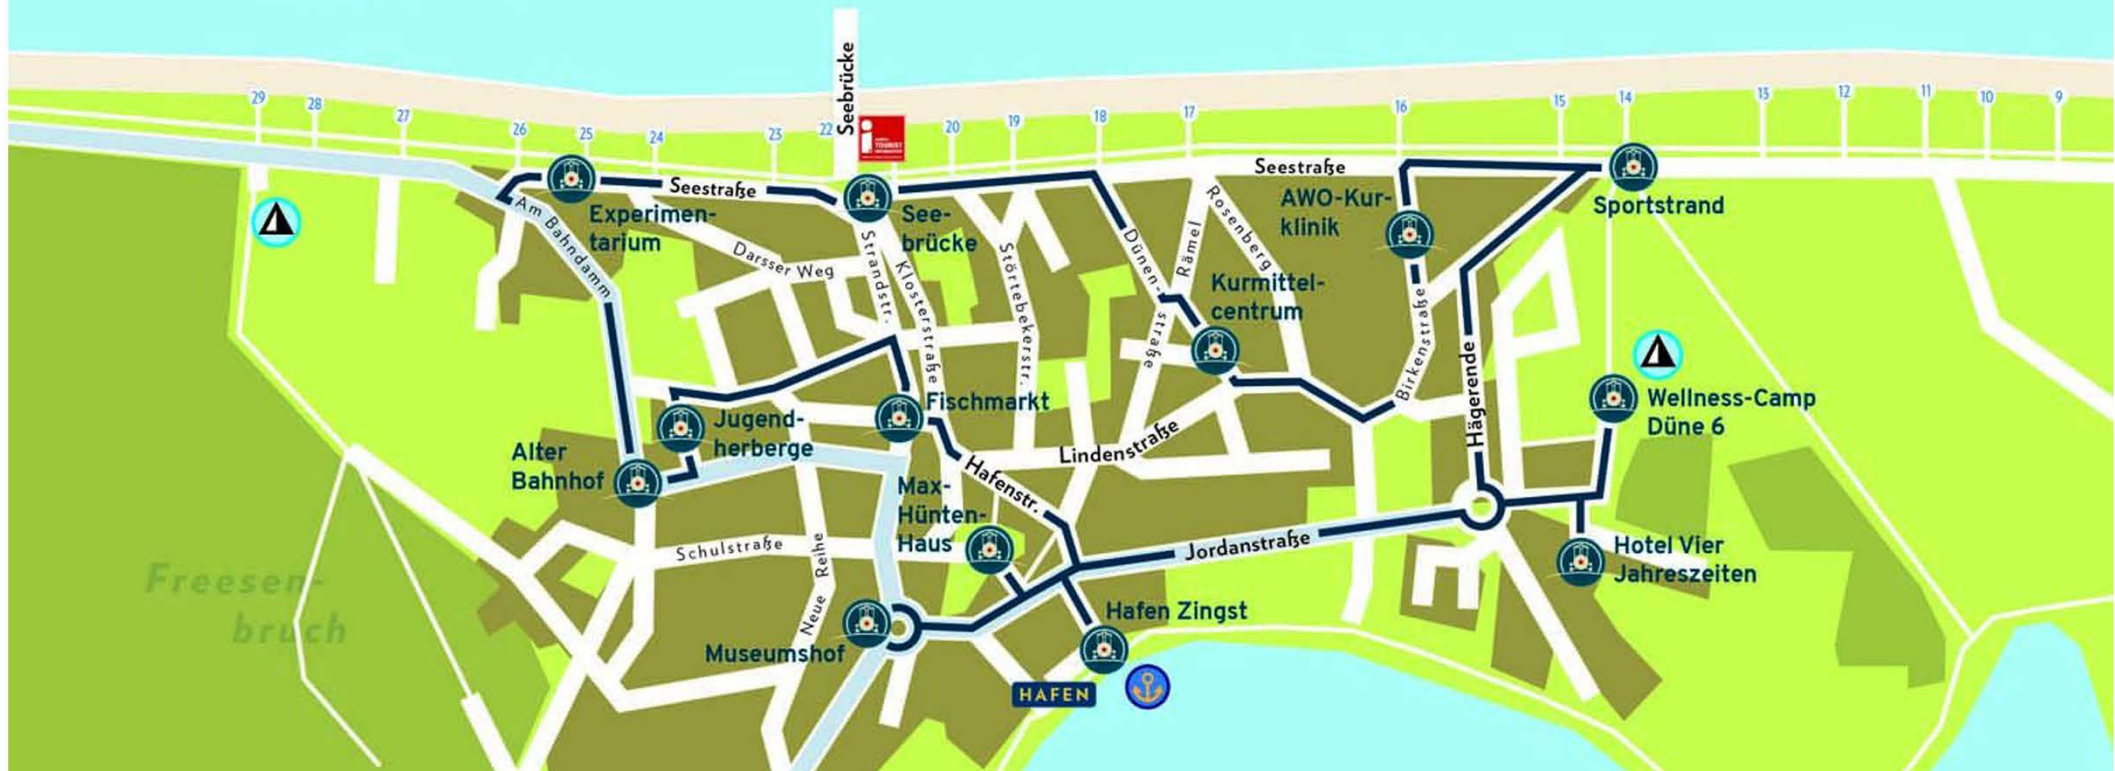 Seebrücke
29
28
27
26
25
24
23
22
20
19
18
17
16
15
14
13
12
11
10
9
i
TOURIST
Seestraße
Seestraße
Experimen-
tarium
See-
brücke
AWO-Kur-
klinik
Sportstrand
Am Bahndamm
Darsser Weg
Strandstr.
Klosterstraße
Störtebekerstr.
Dünen-
straße
Rämel
Rosenberg
Kurmittel-
centrum
Birkenstraße
Hägerende
Wellness-Camp
Düne 6
Jugend-
herberge
Fischmarkt
Alter
Bahnhof
Lindenstraße
Hafenstr.
Max-
Hünten-
Haus
Schulstraße
Neue Reihe
Jordanstraße
Hotel Vier
Jahreszeiten
Freesen-
bruch
Museumshof
Hafen Zingst
HAFEN